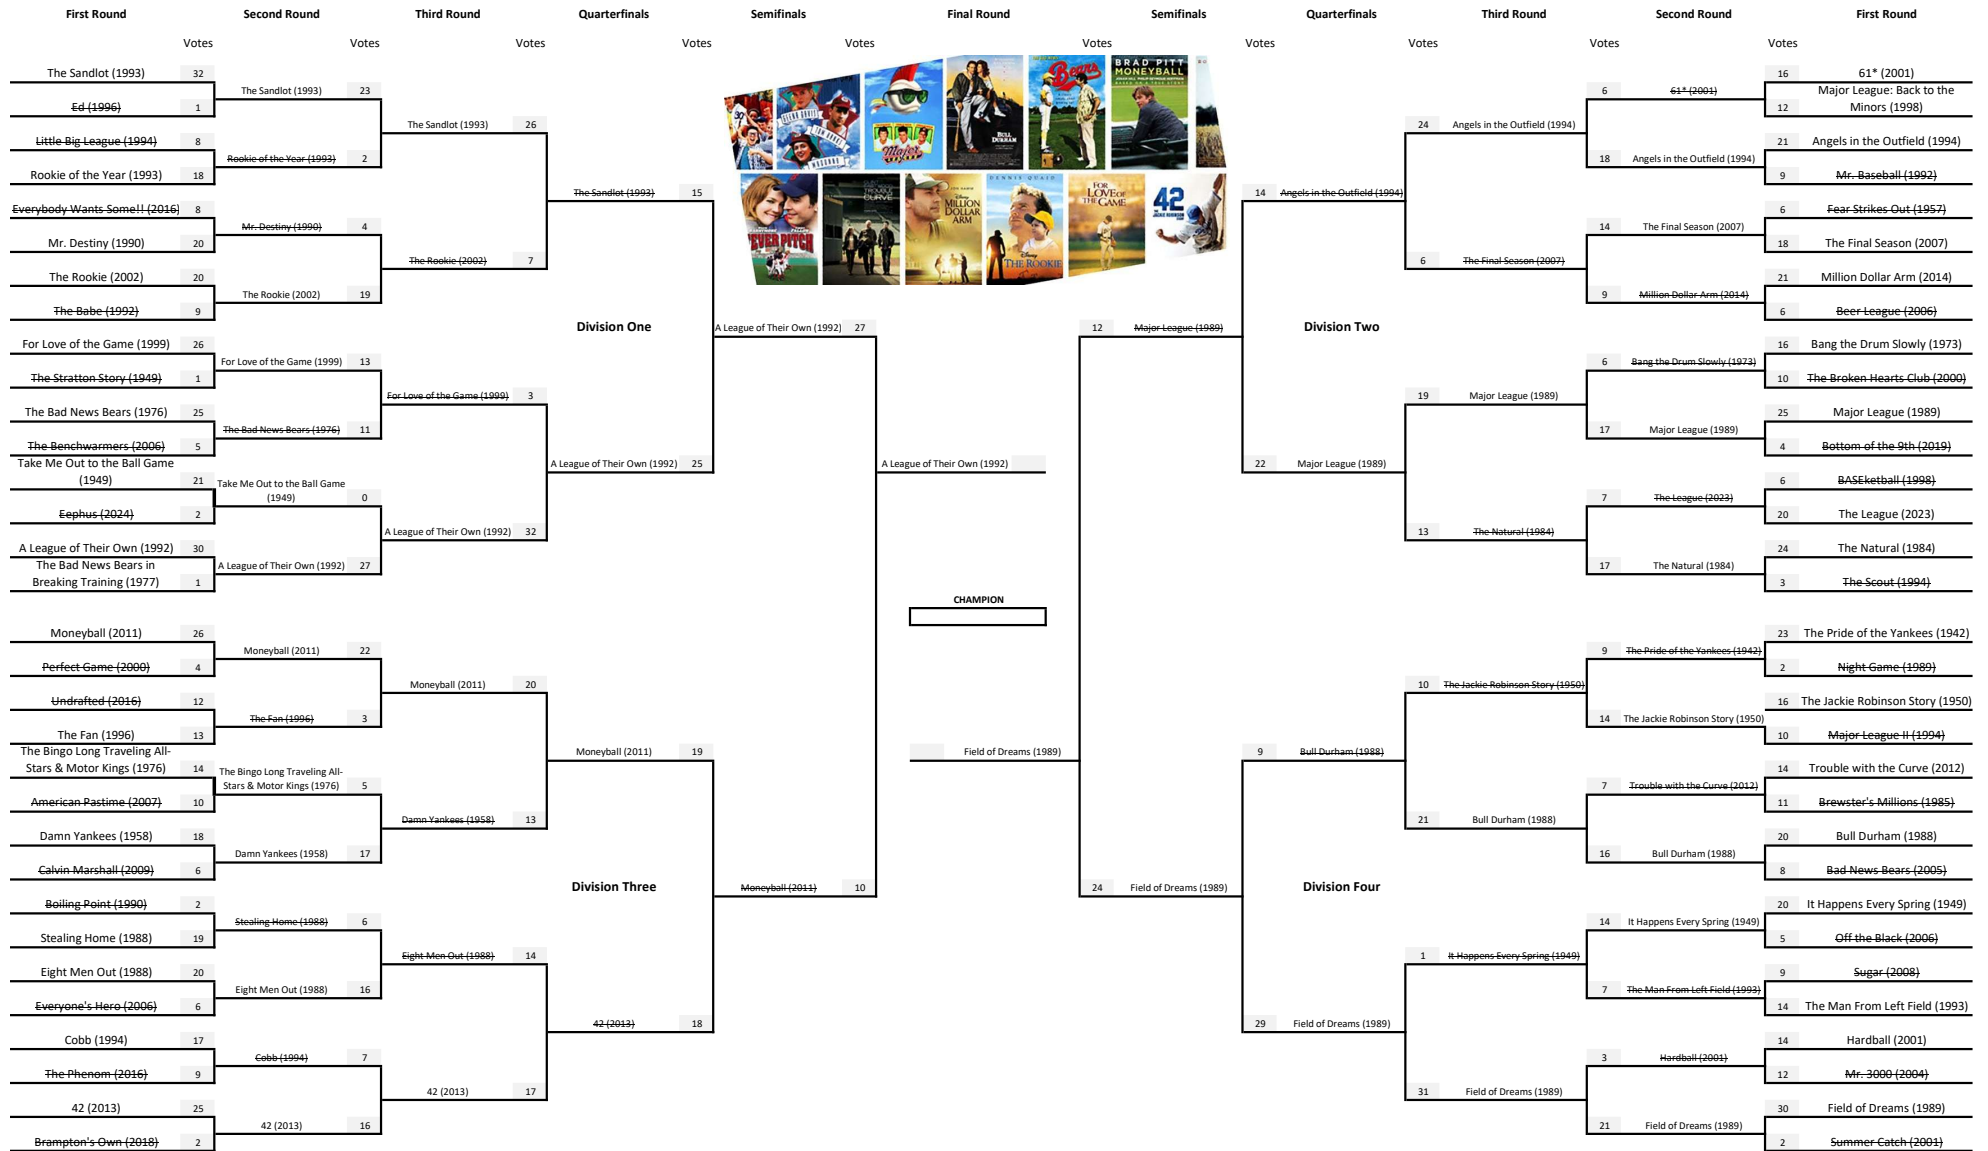 First Round Second Round Third Round Quarterfinals Semifinals Final Round Semifinals Quarterfinals Third Round Second Round First Round
Votes Votes Votes Votes Votes Votes Votes Votes Votes Votes
The Sandlot (1993) 32
Ed (1996) 1
Little Big League (1994) 8
Rookie of the Year (1993) 18
Everybody Wants Some!! (2016) 8
Mr. Destiny (1990) 20
The Rookie (2002) 20
The Babe (1992) 9
For Love of the Game (1999) 26
The Stratton Story (1949) 1
The Bad News Bears (1976) 25
The Benchwarmers (2006) 5
Take Me Out to the Ball Game
(1949) 21
Eephus (2024) 2
A League of Their Own (1992) 30
The Bad News Bears in
Breaking Training (1977) 1
The Sandlot (1993) 23
Rookie of the Year (1993) 2
Mr. Destiny (1990) 4
The Rookie (2002) 19
For Love of the Game (1999) 13
The Bad News Bears (1976) 11
Take Me Out to the Ball Game
(1949) 0
A League of Their Own (1992) 27
The Sandlot (1993) 26
The Rookie (2002) 7
For Love of the Game (1999) 3
A League of Their Own (1992) 32
The Sandlot (1993) 15
A League of Their Own (1992) 25
Division One
A League of Their Own (1992) 27
Moneyball (2011) 26
Perfect Game (2000) 4
Undrafted (2016) 12
The Fan (1996) 13
The Bingo Long Traveling All-
Stars & Motor Kings (1976) 14
American Pastime (2007) 10
Damn Yankees (1958) 18
Calvin Marshall (2009) 6
Boiling Point (1990) 2
Stealing Home (1988) 19
Eight Men Out (1988) 20
Everyone's Hero (2006) 6
Cobb (1994) 17
The Phenom (2016) 9
42 (2013) 25
Brampton's Own (2018) 2
Moneyball (2011) 22
The Fan (1996) 3
The Bingo Long Traveling All-
Stars & Motor Kings (1976) 5
Damn Yankees (1958) 17
Stealing Home (1988) 6
Eight Men Out (1988) 16
Cobb (1994) 7
42 (2013) 16
Moneyball (2011) 20
Damn Yankees (1958) 13
Eight Men Out (1988) 14
42 (2013) 17
Moneyball (2011) 19
42 (2013) 18
Division Three
Moneyball (2011) 10
Major
BULL
DURHAM
Bears
BRAD PITT
MONEYBALL
EVER PITCH
TROUBLE
CURVE
MILLION
DOLLAR
ARM
DENNIS QUAID
Disney
THE ROOKIE
FOR
LOVE OF
THE GAME
42
A League of Their Own (1992)
CHAMPION
Field of Dreams (1989)
12 Major League (1989)
24 Field of Dreams (1989)
Division Two
14 Angels in the Outfield (1994)
22 Major League (1989)
24 Angels in the Outfield (1994)
6 The Final Season (2007)
19 Major League (1989)
13 The Natural (1984)
6 61* (2001)
18 Angels in the Outfield (1994)
14 The Final Season (2007)
9 Million Dollar Arm (2014)
6 Bang the Drum Slowly (1973)
17 Major League (1989)
7 The League (2023)
17 The Natural (1984)
16 61* (2001)
Major League: Back to the
12 Minors (1998)
21 Angels in the Outfield (1994)
9 Mr. Baseball (1992)
6 Fear Strikes Out (1957)
18 The Final Season (2007)
21 Million Dollar Arm (2014)
6 Beer League (2006)
16 Bang the Drum Slowly (1973)
10 The Broken Hearts Club (2000)
25 Major League (1989)
4 Bottom of the 9th (2019)
6 BASEketball (1998)
20 The League (2023)
24 The Natural (1984)
3 The Scout (1994)
Division Four
9 Bull Durham (1988)
29 Field of Dreams (1989)
10 The Jackie Robinson Story (1950)
21 Bull Durham (1988)
1 It Happens Every Spring (1949)
31 Field of Dreams (1989)
9 The Pride of the Yankees (1942)
14 The Jackie Robinson Story (1950)
7 Trouble with the Curve (2012)
16 Bull Durham (1988)
14 It Happens Every Spring (1949)
7 The Man From Left Field (1993)
3 Hardball (2001)
21 Field of Dreams (1989)
23 The Pride of the Yankees (1942)
2 Night Game (1989)
16 The Jackie Robinson Story (1950)
10 Major League II (1994)
14 Trouble with the Curve (2012)
11 Brewster's Millions (1985)
20 Bull Durham (1988)
8 Bad News Bears (2005)
20 It Happens Every Spring (1949)
5 Off the Black (2006)
9 Sugar (2008)
14 The Man From Left Field (1993)
14 Hardball (2001)
12 Mr. 3000 (2004)
30 Field of Dreams (1989)
2 Summer Catch (2001)